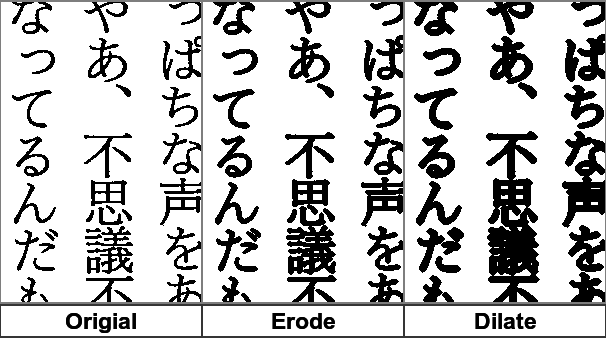 っぱちな声をあ
やあ、不思議不
なってるんだも
Origial
っぱちな声をあ
やあ、不思議不
なってるんだも
Erode
っぱちな声をあ
やあ、不思議不
なってるんだも
Dilate